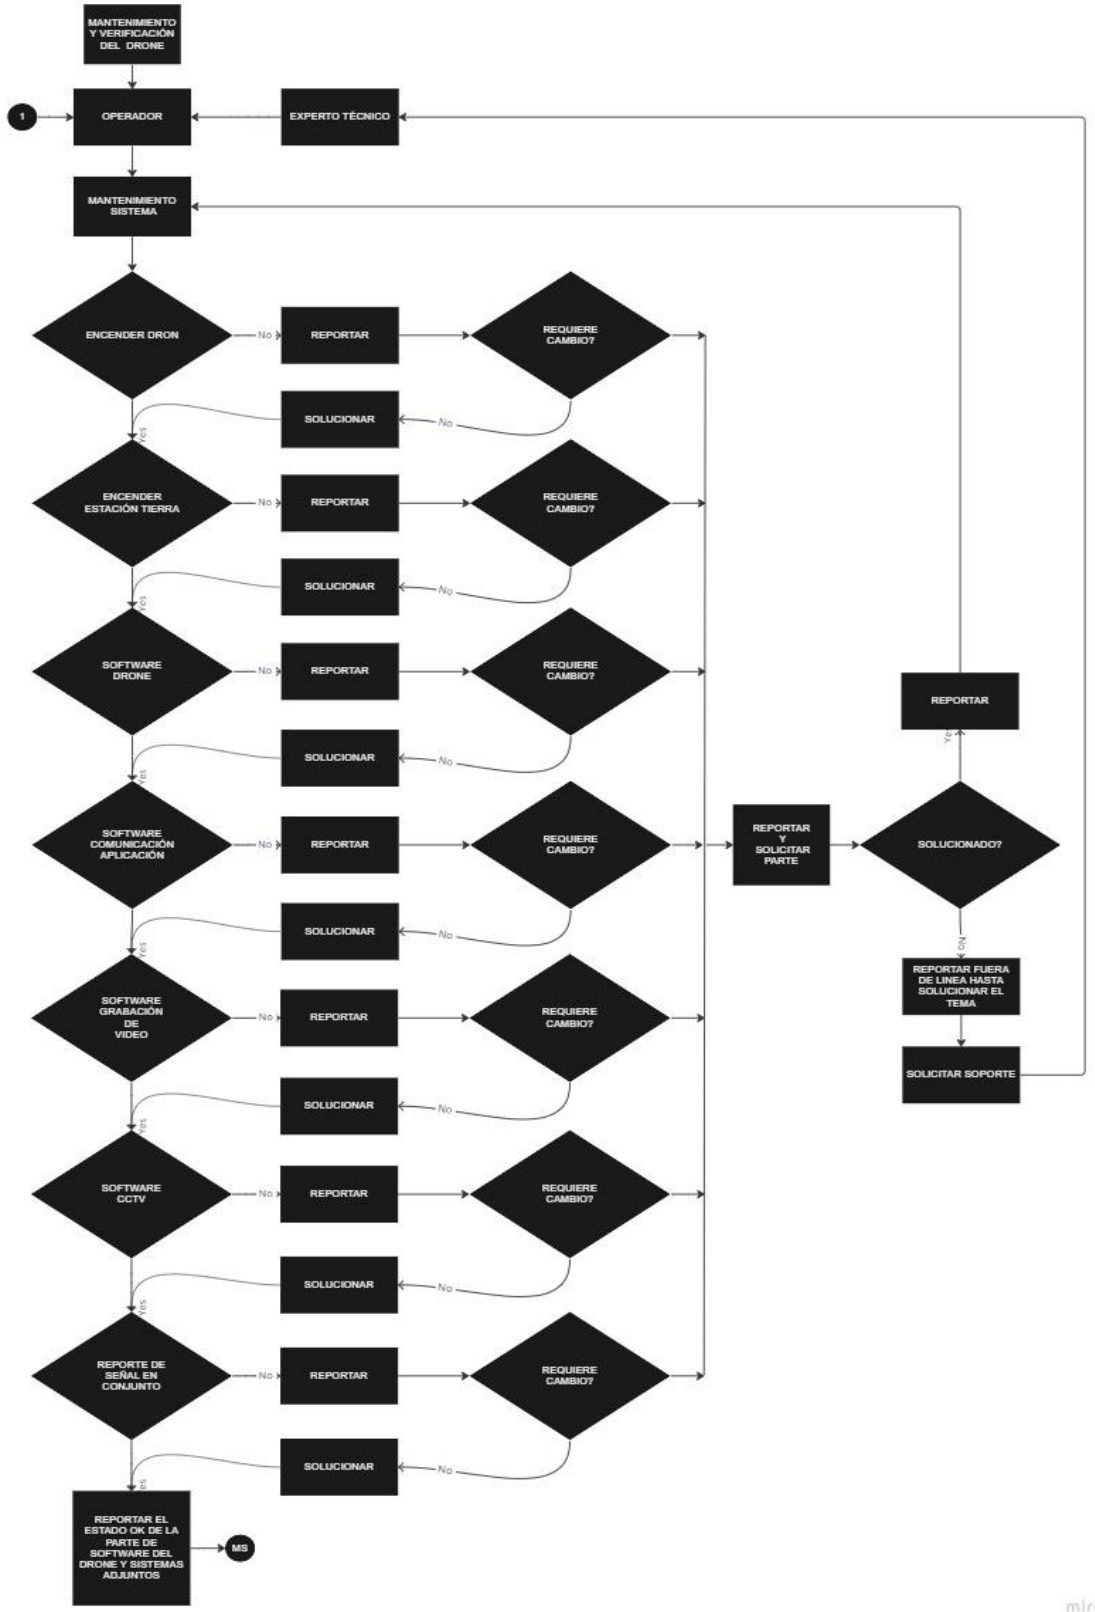 MANTENIMIENTO
Y VERIFICACIÓN
DEL DRONE
1
OPERADOR
EXPERTO TÉCNICO
MANTENIMIENTO
SISTEMA
ENCENDER DRON
No
REPORTAR
REQUIERE
CAMBIO?
Yes
SOLUCIONAR
No
ENCENDER
ESTACIÓN TIERRA
No
REPORTAR
REQUIERE
CAMBIO?
Yes
SOLUCIONAR
No
SOFTWARE
DRONE
No
REPORTAR
REQUIERE
CAMBIO?
Yes
SOLUCIONAR
No
SOFTWARE
COMUNICACIÓN
APLICACIÓN
No
REPORTAR
REQUIERE
CAMBIO?
Yes
SOLUCIONAR
No
SOFTWARE
GRABACIÓN
DE
VIDEO
No
REPORTAR
REQUIERE
CAMBIO?
Yes
SOLUCIONAR
No
SOFTWARE
CCTV
No
REPORTAR
REQUIERE
CAMBIO?
Yes
SOLUCIONAR
No
REPORTE DE
SEÑAL EN
CONJUNTO
No
REPORTAR
REQUIERE
CAMBIO?
Yes
SOLUCIONAR
No
REPORTAR EL
ESTADO OK DE LA
PARTE DE
SOFTWARE DEL
DRONE Y SISTEMAS
ADJUNTOS
MS
REPORTAR
Y
SOLICITAR
PARTE
SOLUCIONADO?
Yes
REPORTAR
No
REPORTAR FUERA
DE LINEA HASTA
SOLUCIONAR EL
TEMA
SOLICITAR SOPORTE